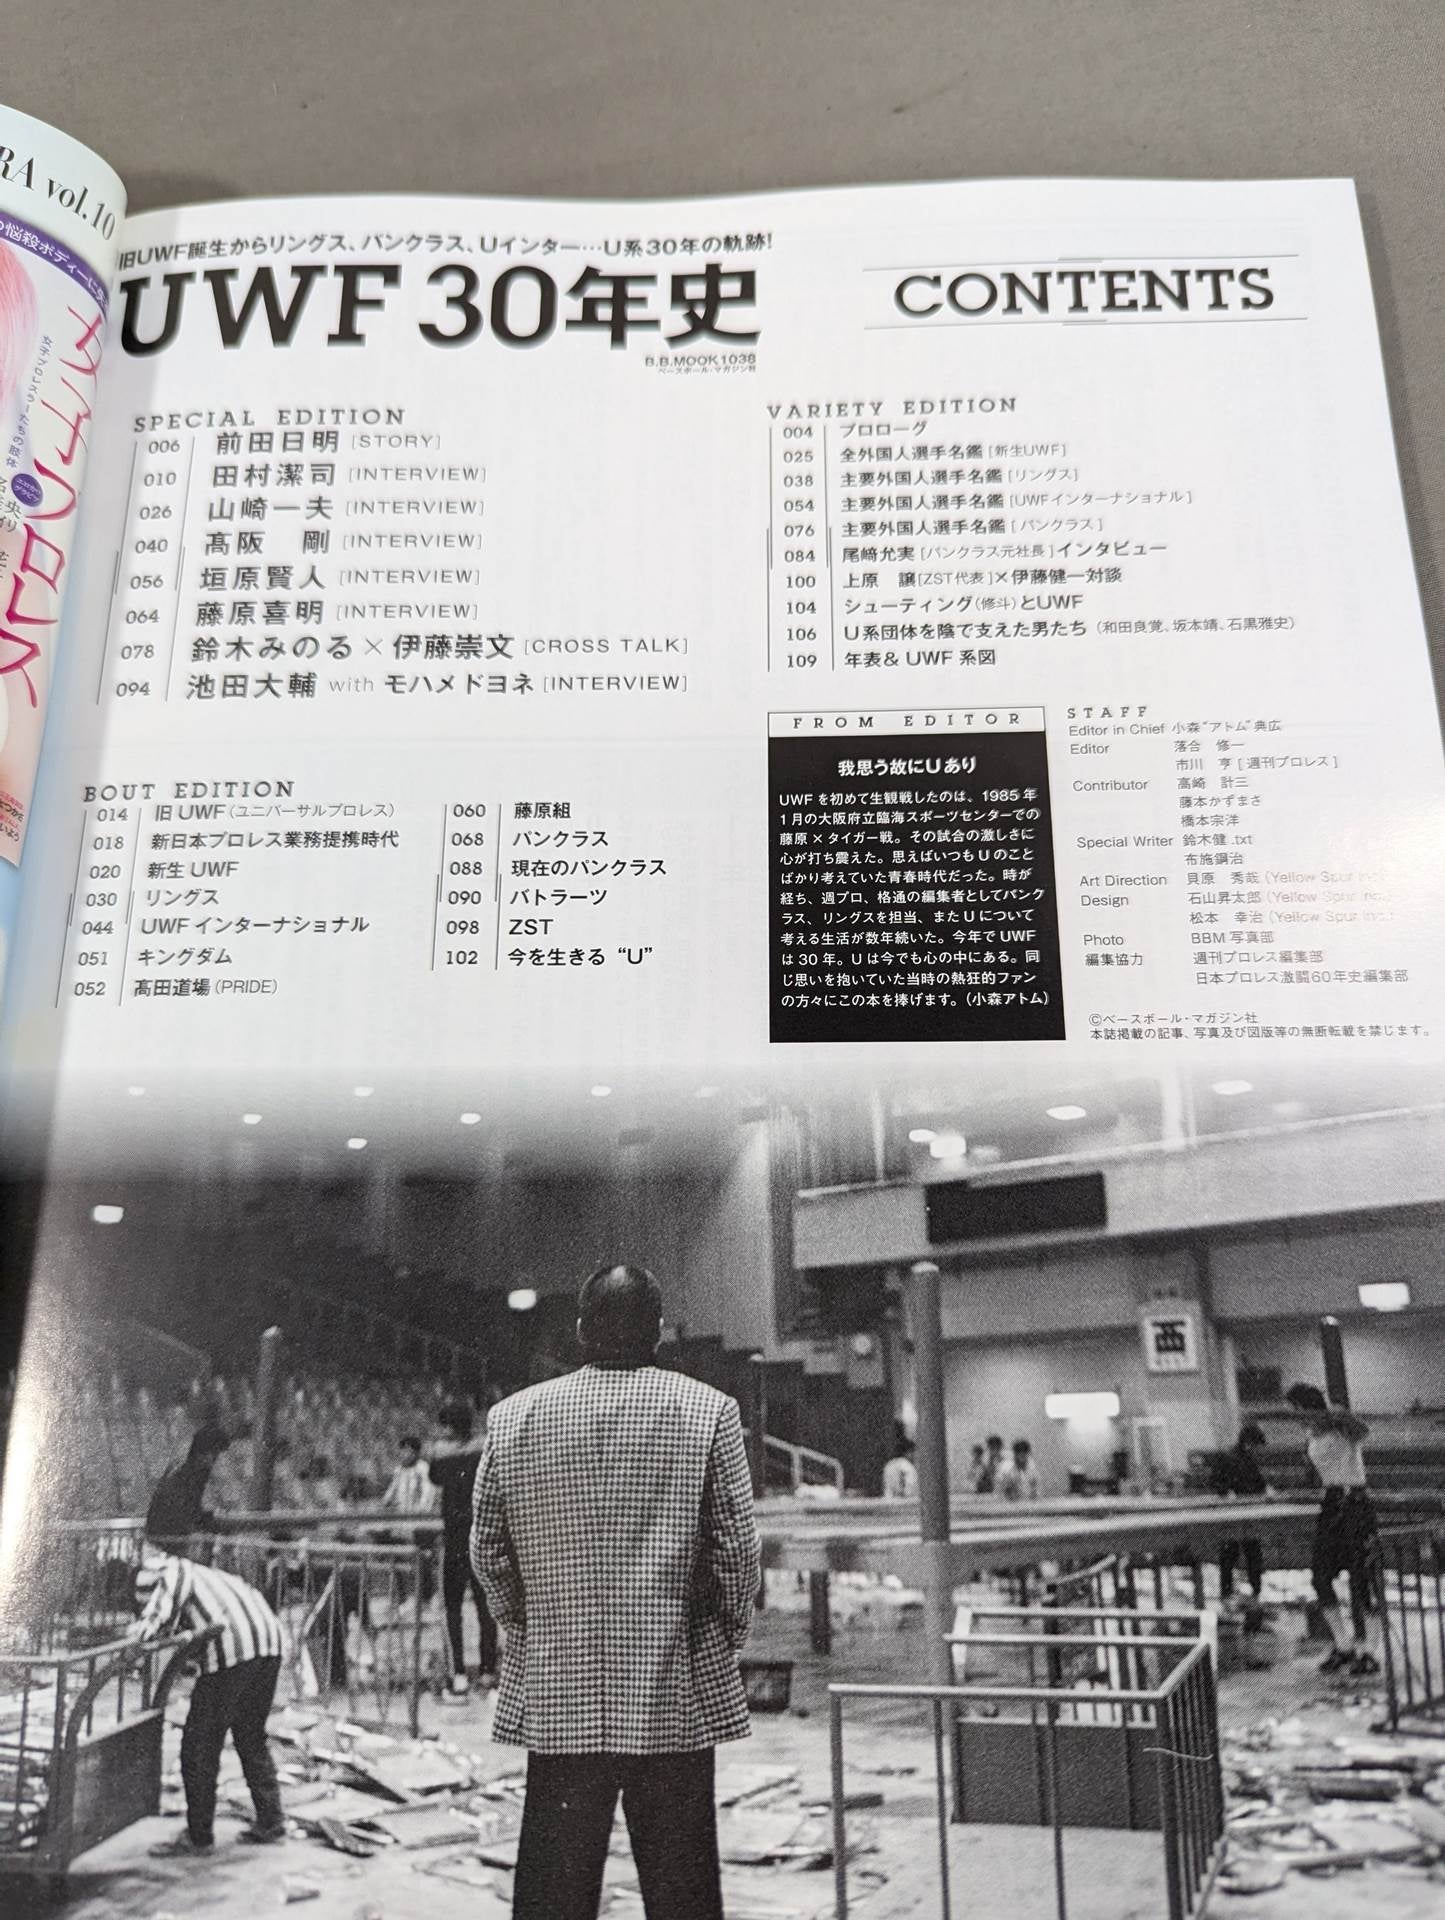 RA vol.10
旧UWF誕生からリングス、パンクラス、Uインター…U系30年の軌跡!
UWF 30年史
B.B.MOOK1038
ベースボール・マガジン社
CONTENTS
SPECIAL EDITION
006 前田日明 [STORY]
010 田村潔司 [INTERVIEW]
026 山崎一夫 [INTERVIEW]
040 髙阪 剛 [INTERVIEW]
056 垣原賢人 [INTERVIEW]
064 藤原喜明 [INTERVIEW]
078 鈴木みのる×伊藤崇文 [CROSS TALK]
094 池田大輔 with モハメドヨネ [INTERVIEW]
VARIETY EDITION
004 プロローグ
025 全外国人選手名鑑 [新生UWF]
038 主要外国人選手名鑑 [リングス]
054 主要外国人選手名鑑 [UWFインターナショナル]
076 主要外国人選手名鑑 [パンクラス]
084 尾﨑允実 [パンクラス元社長] インタビュー
100 上原 譲 [ZST代表]×伊藤健一対談
104 シューティング(修斗)とUWF
106 U系団体を陰で支えた男たち (和田良覚、坂本靖、石黒雅史)
109 年表& UWF 系図
BOUT EDITION
014 旧 UWF (ユニバーサルプロレス)
018 新日本プロレス業務提携時代
020 新生 UWF
030 リングス
044 UWF インターナショナル
051 キングダム
052 髙田道場 (PRIDE)
060 藤原組
068 パンクラス
088 現在のパンクラス
090 バトラーツ
098 ZST
102 今を生きる “U”
FROM EDITOR
我思う故にUあり
UWF を初めて生観戦したのは、1985 年
1月の大阪府立臨海スポーツセンターでの
藤原 × タイガー戦。その試合の激しさに
心が打ち震えた。思えばいつも U のこと
ばかり考えていた青春時代だった。時が
経ち、週プロ、格通の編集者としてパンク
ラス、リングスを担当、また U について
考える生活が数年続いた。今年で UWF
は 30 年。U は今でも心の中にある。同
じ思いを抱いていた当時の熱狂的ファン
の方々にこの本を捧げます。(小森アトム)
STAFF
Editor in Chief 小森“アトム”典広
Editor 落合 修一
市川 亨 [週刊プロレス]
Contributor 高崎 計三
藤本かずまさ
橋本宗洋
Special Writer 鈴木健 .txt
布施鋼治
Art Direction 貝原 秀哉 (Yellow Spur Inc.)
Design 石山昇太郎 (Yellow Spur Inc.)
松本 幸治 (Yellow Spur Inc.)
Photo BBM 写真部
編集協力 週刊プロレス編集部
日本プロレス激闘60年史編集部
©ベースボール・マガジン社
本誌掲載の記事、写真及び図版等の無断転載を禁じます。
西